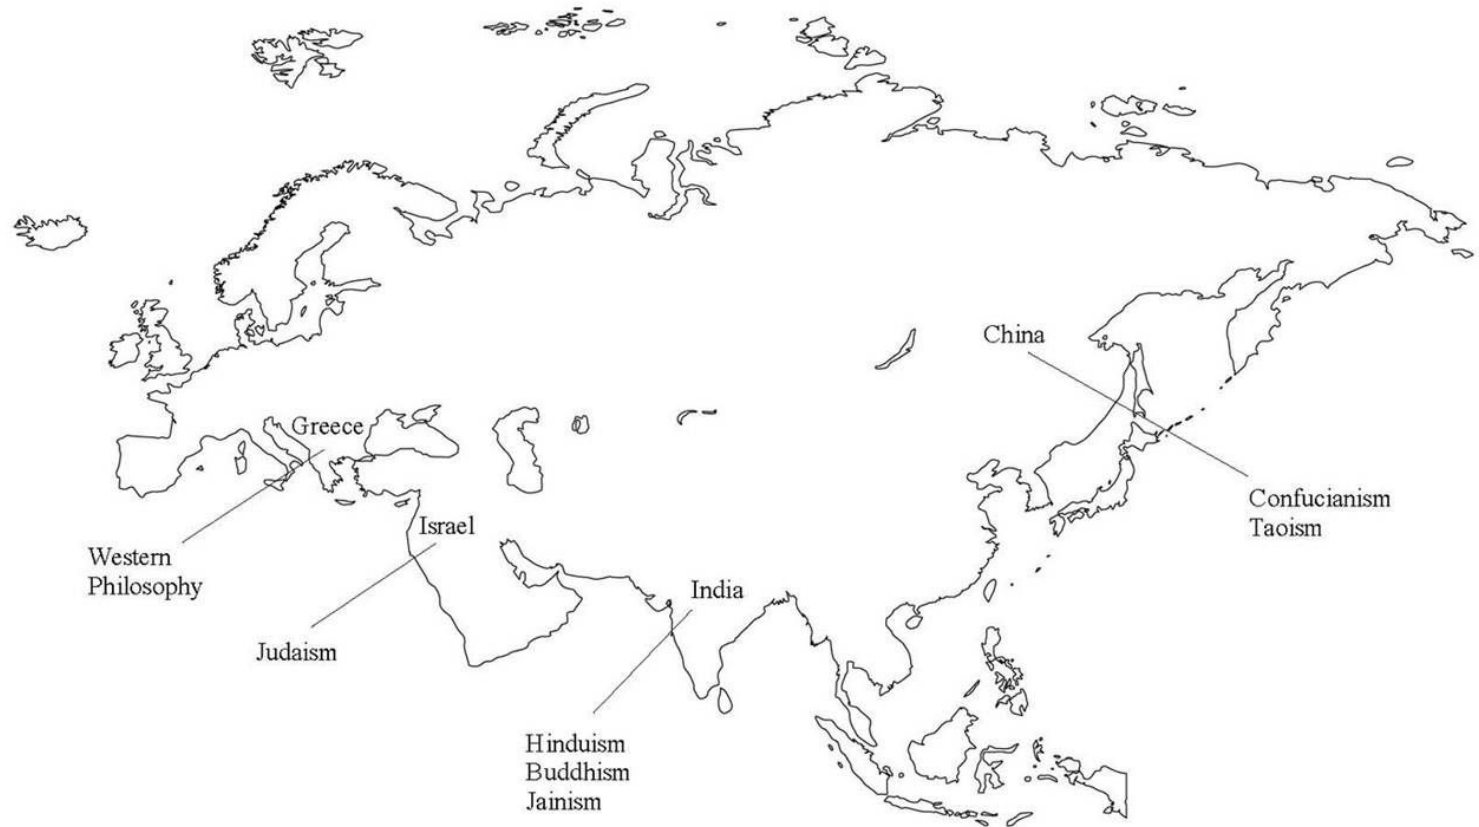 China
Greece
Confucianism
Taoism
Israel
Western
Philosophy
India
Judaism
Hinduism
Buddhism
Jainism